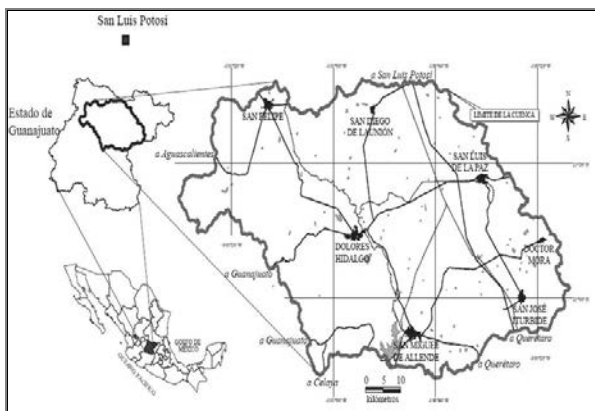 San Luis Potosí
Estado de
Guanajuato
a San Luis Potosí
LIMITE DE LA CUENCA
SAN FELIPE
SAN DIEGO
DE LA UNIÓN
a Aguascalientes
SAN LUIS
DE LA PAZ
DOLORES
HIDALGO
DOCTOR
MORA
a Guanajuato
SAN JOSÉ
ITURBIDE
a Guanajuato
SAN MIGUEL
DE ALLENDE
a Querétaro
a Querétaro
a Celaya
GOLFO DE
MÉXICO
OCEANO PACIFICO
0 5 10
kilómetros